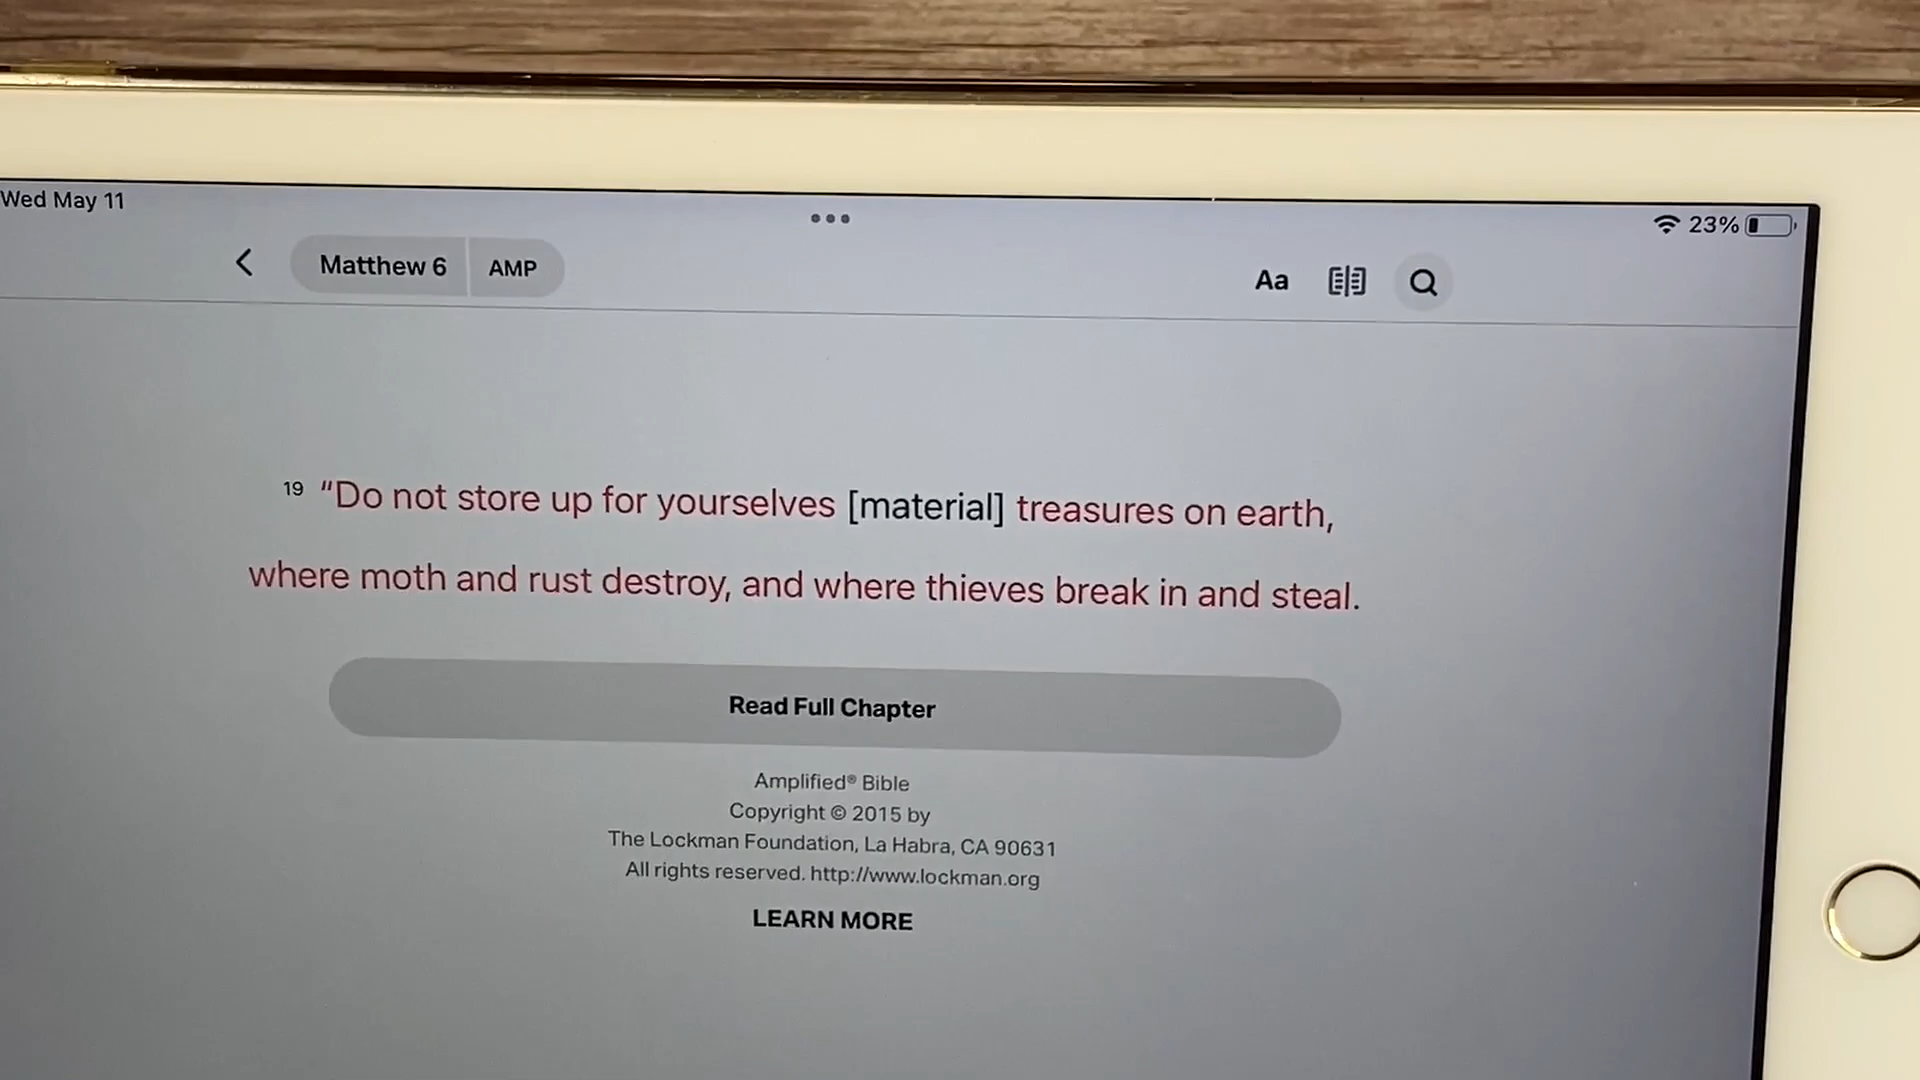 Wed May 11
23%
Matthew 6 AMP
Aa
19 “Do not store up for yourselves [material] treasures on earth,
where moth and rust destroy, and where thieves break in and steal.
Read Full Chapter
Amplified® Bible
Copyright © 2015 by
The Lockman Foundation, La Habra, CA 90631
All rights reserved. http://www.lockman.org
LEARN MORE